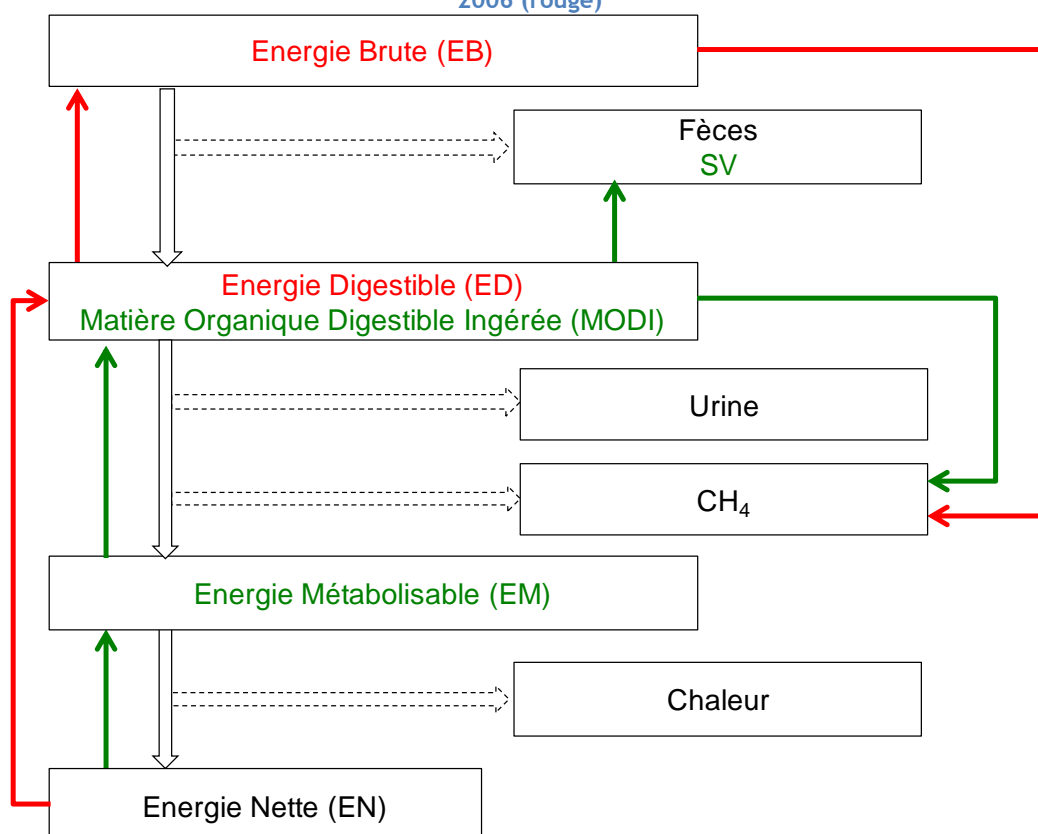 2006 (rouge)
Energie Brute (EB)
Fèces
SV
Energie Digestible (ED)
Matière Organique Digestible Ingérée (MODI)
Urine
CH₄
Energie Métabolisable (EM)
Chaleur
Energie Nette (EN)